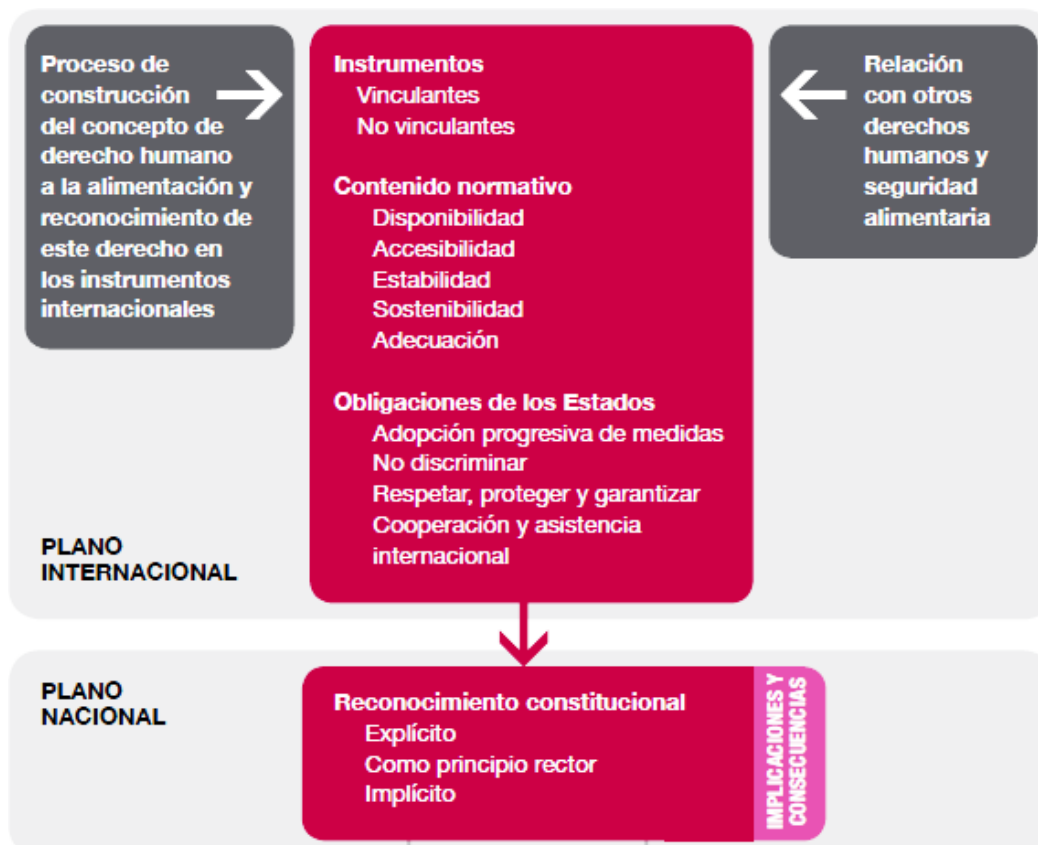 Proceso de
construcción
del concepto de
derecho humano
a la alimentación y
reconocimiento de
este derecho en
los instrumentos
internacionales
Instrumentos
Vinculantes
No vinculantes
Contenido normativo
Disponibilidad
Accesibilidad
Estabilidad
Sostenibilidad
Adecuación
Obligaciones de los Estados
Adopción progresiva de medidas
No discriminar
Respetar, proteger y garantizar
Cooperación y asistencia
internacional
Relación
con otros
derechos
humanos y
seguridad
alimentaria
PLANO
INTERNACIONAL
PLANO
NACIONAL
Reconocimiento constitucional
Explícito
Como principio rector
Implícito
IMPLICACIONES Y
CONSECUENCIAS